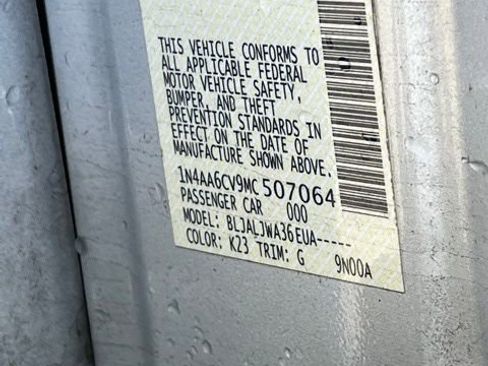 THIS VEHICLE CONFORMS TO
ALL APPLICABLE FEDERAL
MOTOR VEHICLE SAFETY,
BUMPER, AND THEFT
PREVENTION STANDARDS IN
EFFECT ON THE DATE OF
MANUFACTURE SHOWN ABOVE.
1N4AA6CV9MC507064
PASSENGER CAR 000
MODEL: BLJALJWA36EUA-----
COLOR: K23 TRIM: G 9N00A